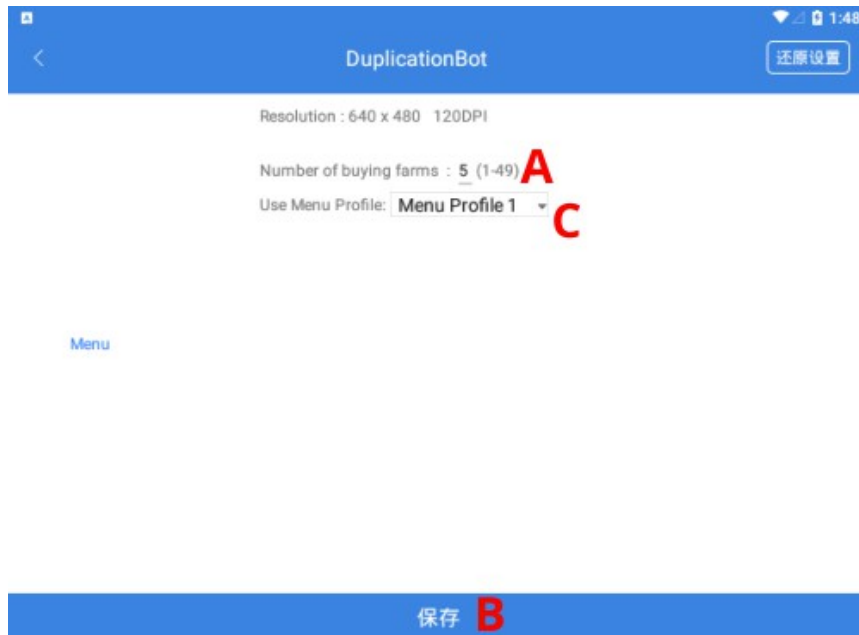 A 1:48
DuplicationBot 还原设置
Resolution : 640 x 480 120DPI
Number of buying farms : 5 (1-49) A
Use Menu Profile: Menu Profile 1 C
Menu
保存 B